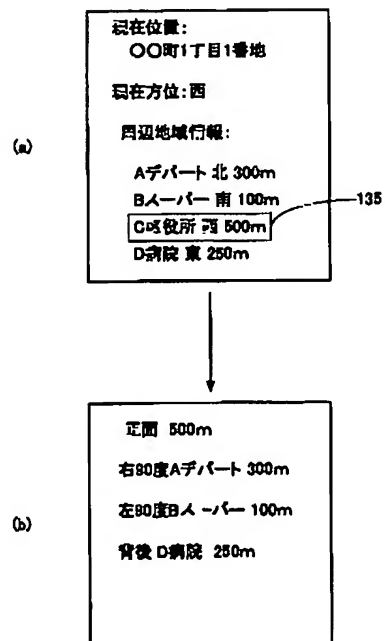 (a)
現在位置:
〇〇町1丁目1番地
現在方位:西
周辺地域情報:
Aデパート 北 300m
Bスーパー 南 100m
C区役所 西 500m
135
D病院 東 250m
(b)
正面 500m
右90度Aデパート 300m
左90度Bスーパー 100m
背後 D病院 250m